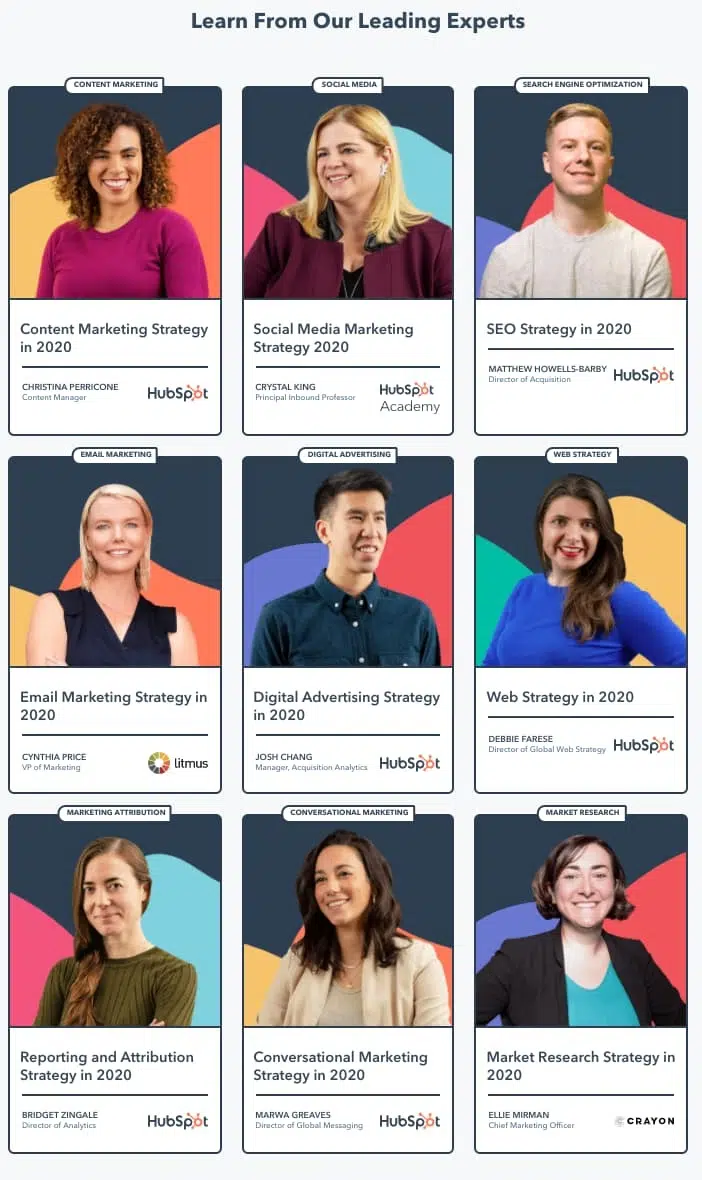 Learn From Our Leading Experts
CONTENT MARKETING
Content Marketing Strategy
in 2020
CHRISTINA PERRICONE
Content Manager
HubSpot
SOCIAL MEDIA
Social Media Marketing
Strategy 2020
CRYSTAL KING
Principal Inbound Professor
HubSpot
Academy
SEARCH ENGINE OPTIMIZATION
SEO Strategy in 2020
MATTHEW HOWELLS-BARBY
Director of Acquisition
HubSpot
EMAIL MARKETING
Email Marketing Strategy in
2020
CYNTHIA PRICE
VP of Marketing
litmus
DIGITAL ADVERTISING
Digital Advertising Strategy
in 2020
JOSH CHANG
Manager, Acquisition Analytics
HubSpot
WEB STRATEGY
Web Strategy in 2020
DEBBIE FARESE
Director of Global Web Strategy
HubSpot
MARKETING ATTRIBUTION
Reporting and Attribution
Strategy in 2020
BRIDGET ZINGALE
Director of Analytics
HubSpot
CONVERSATIONAL MARKETING
Conversational Marketing
Strategy in 2020
MARWA GREAVES
Director of Global Messaging
HubSpot
MARKET RESEARCH
Market Research Strategy in
2020
ELLIE MIRMAN
Chief Marketing Officer
CRAYON